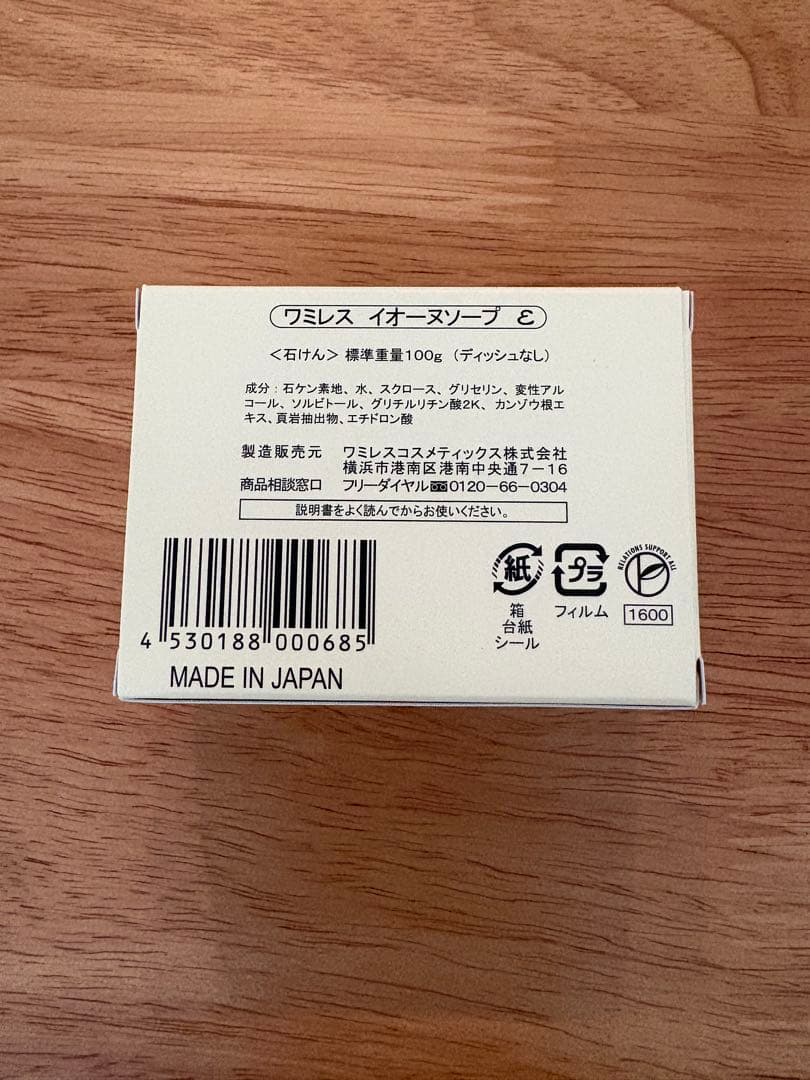 ワミレス イオーヌソープ ε
＜石けん＞ 標準重量100g （ディッシュなし）
成分：石ケン素地、水、スクロース、グリセリン、変性アル
コール、ソルビトール、グリチルリチン酸2K、カンゾウ根エ
キス、頁岩抽出物、エチドロン酸
製造販売元 ワミレスコスメティックス株式会社
横浜市港南区港南中央通7－16
商品相談窓口 フリーダイヤル0120－66－0304
説明書をよく読んでからお使いください。
紙
箱
台紙
シール
プラ
フィルム
RELATIONS SUPPORT ALL
1600
4 530188 000685
MADE IN JAPAN